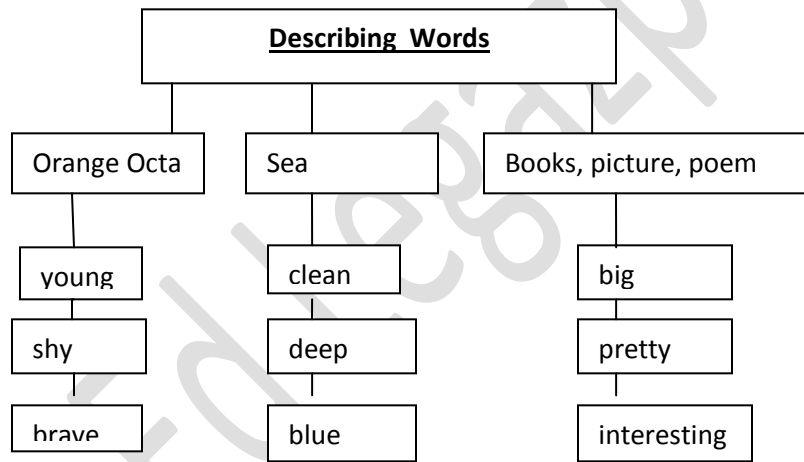 Describing Words
Orange Octa
Sea
Books, picture, poem
young
clean
big
shy
deep
pretty
brave
blue
interesting